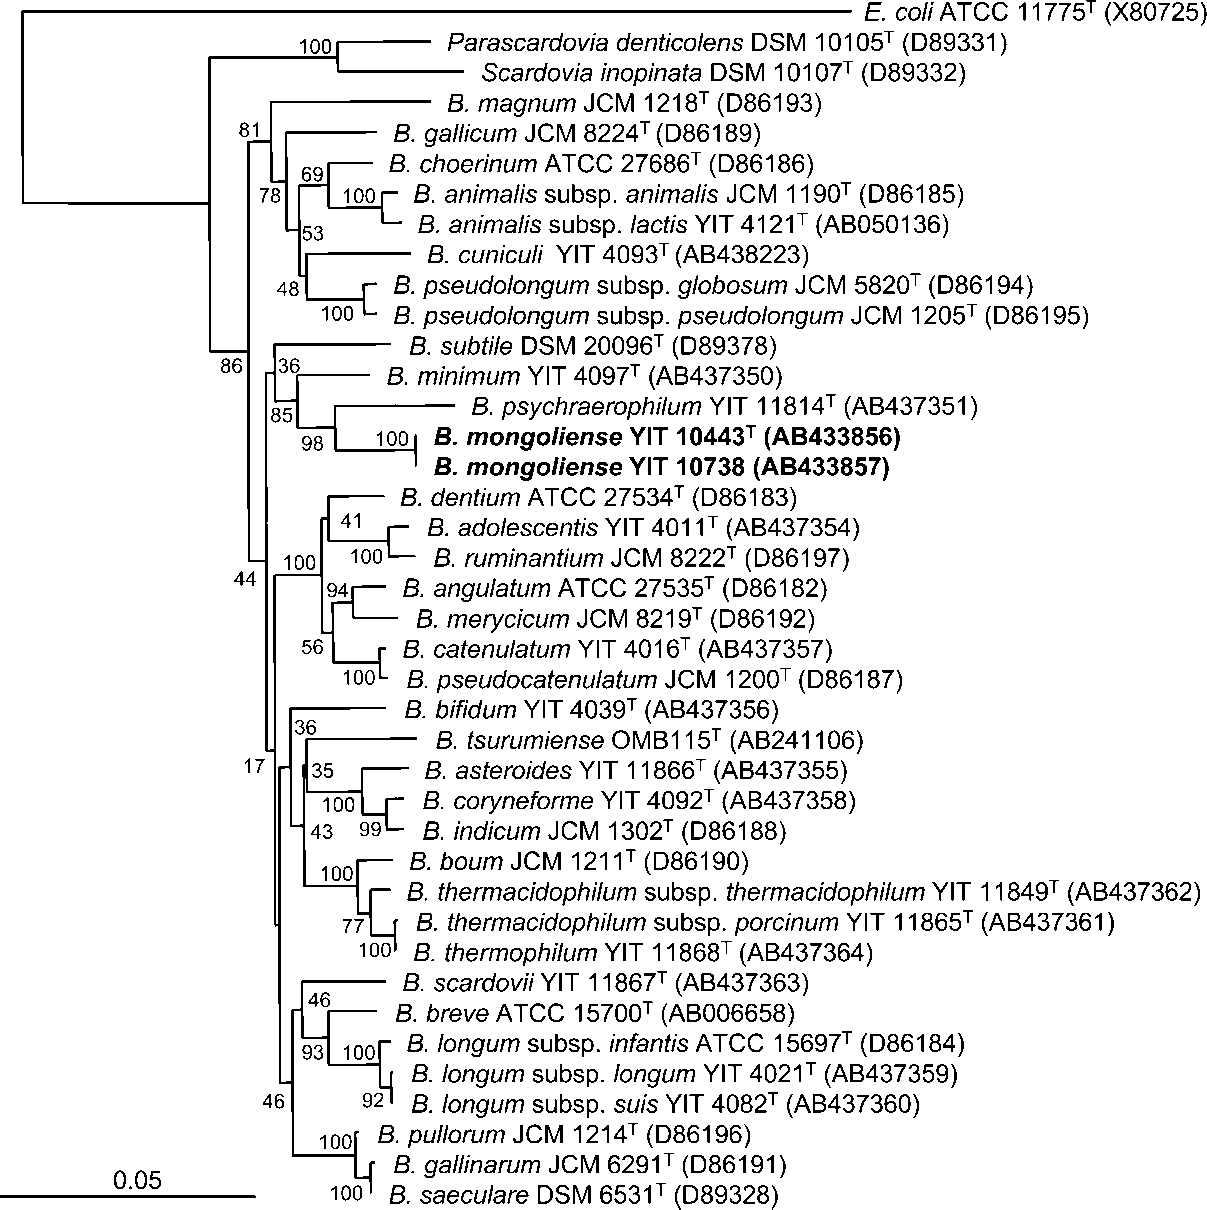 E. coli ATCC 11775ᵀ (X80725)
100
Parascardovia denticolens DSM 10105ᵀ (D89331)
Scardovia inopinata DSM 10107ᵀ (D89332)
B. magnum JCM 1218ᵀ (D86193)
81
B. gallicum JCM 8224ᵀ (D86189)
B. choerinum ATCC 27686ᵀ (D86186)
69
78
100
B. animalis subsp. animalis JCM 1190ᵀ (D86185)
B. animalis subsp. lactis YIT 4121ᵀ (AB050136)
53
B. cuniculi YIT 4093ᵀ (AB438223)
48
B. pseudolongum subsp. globosum JCM 5820ᵀ (D86194)
100
B. pseudolongum subsp. pseudolongum JCM 1205ᵀ (D86195)
B. subtile DSM 20096ᵀ (D89378)
86
36
B. minimum YIT 4097ᵀ (AB437350)
85
B. psychraerophilum YIT 11814ᵀ (AB437351)
98
100
B. mongoliense YIT 10443ᵀ (AB433856)
B. mongoliense YIT 10738 (AB433857)
B. dentium ATCC 27534ᵀ (D86183)
41
B. adolescentis YIT 4011ᵀ (AB437354)
100
B. ruminantium JCM 8222ᵀ (D86197)
100
44
94
B. angulatum ATCC 27535ᵀ (D86182)
B. merycicum JCM 8219ᵀ (D86192)
56
B. catenulatum YIT 4016ᵀ (AB437357)
100
B. pseudocatenulatum JCM 1200ᵀ (D86187)
B. bifidum YIT 4039ᵀ (AB437356)
36
B. tsurumiense OMB115ᵀ (AB241106)
17
35
B. asteroides YIT 11866ᵀ (AB437355)
100
B. coryneforme YIT 4092ᵀ (AB437358)
43
99
B. indicum JCM 1302ᵀ (D86188)
B. boum JCM 1211ᵀ (D86190)
100
B. thermacidophilum subsp. thermacidophilum YIT 11849ᵀ (AB437362)
77
B. thermacidophilum subsp. porcinum YIT 11865ᵀ (AB437361)
100
B. thermophilum YIT 11868ᵀ (AB437364)
B. scardovii YIT 11867ᵀ (AB437363)
46
B. breve ATCC 15700ᵀ (AB006658)
93
100
B. longum subsp. infantis ATCC 15697ᵀ (D86184)
B. longum subsp. longum YIT 4021ᵀ (AB437359)
46
92
B. longum subsp. suis YIT 4082ᵀ (AB437360)
100
B. pullorum JCM 1214ᵀ (D86196)
B. gallinarum JCM 6291ᵀ (D86191)
0.05
100
B. saeculare DSM 6531ᵀ (D89328)